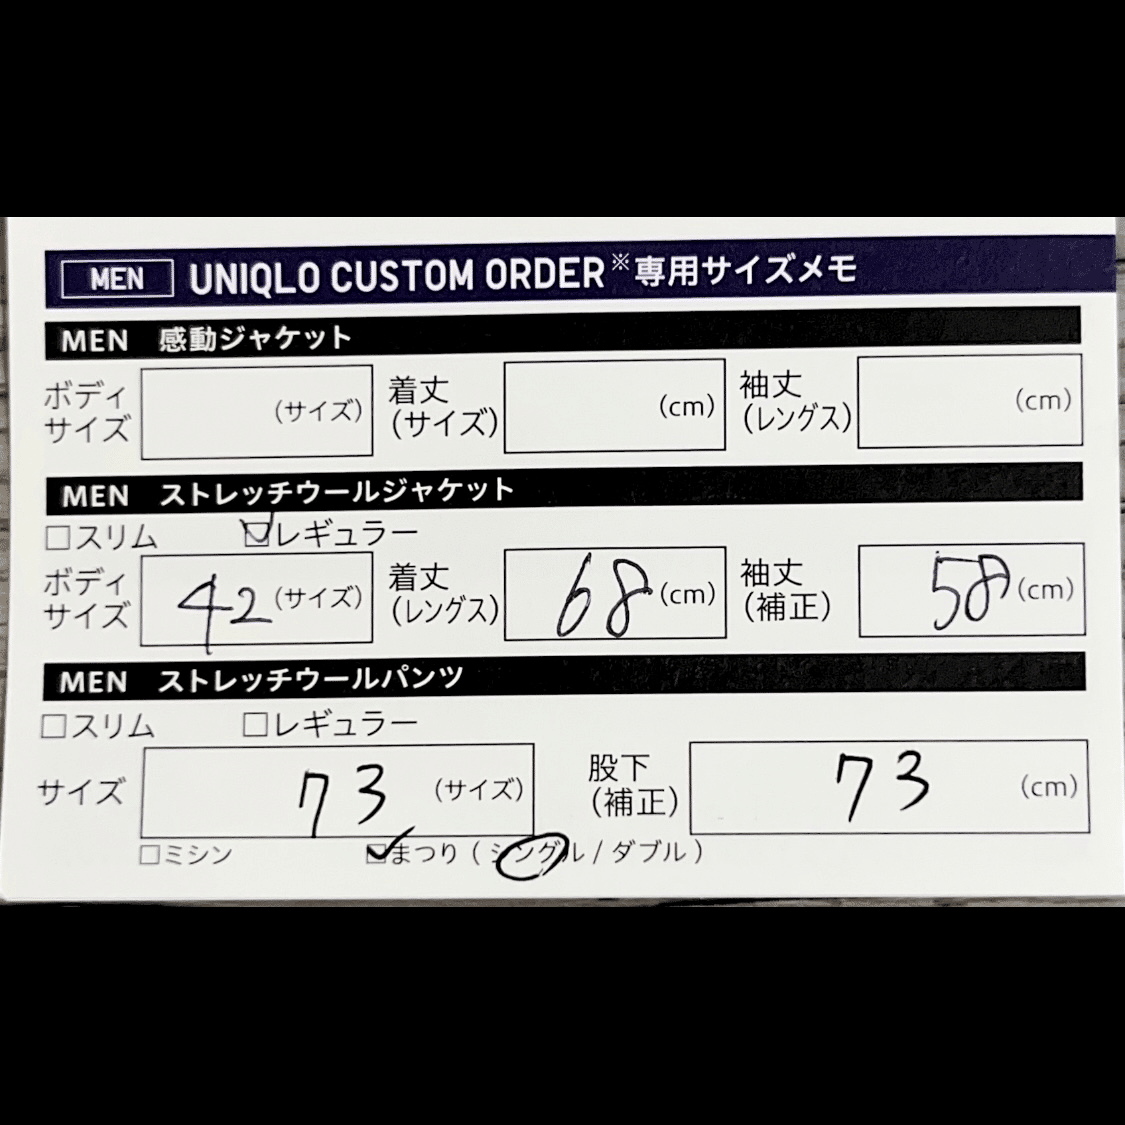 MEN UNIQLO CUSTOM ORDER※専用サイズメモ
MEN 感動ジャケット
ボディサイズ (サイズ) 着丈(サイズ) (cm) 袖丈(レングス) (cm)
MEN ストレッチウールジャケット
□スリム ☑レギュラー
ボディサイズ 42(サイズ) 着丈(レングス) 68(cm) 袖丈(補正) 58(cm)
MEN ストレッチウールパンツ
□スリム □レギュラー
サイズ 73 (サイズ) 股下(補正) 73 (cm)
□ミシン ☑まつり(シングル/ダブル)